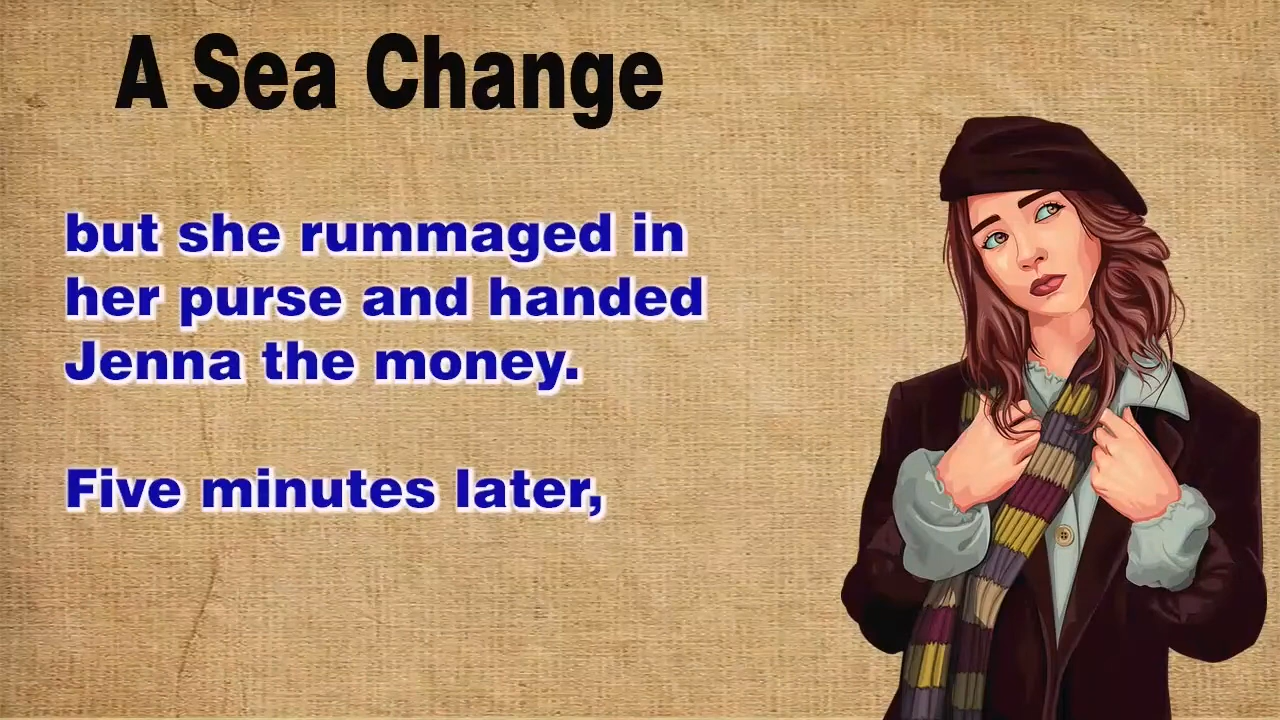 A Sea Change
but she rummaged in
her purse and handed
Jenna the money.
Five minutes later,